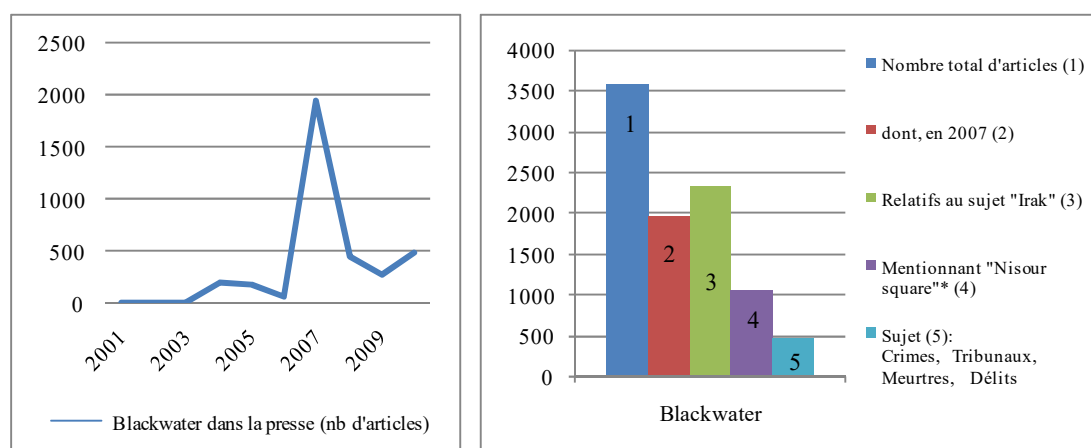 2500
2000
1500
1000
500
0
2001
2003
2005
2007
2009
Blackwater dans la presse (nb d'articles)
4000
3500
3000
2500
2000
1500
1000
500
0
1
2
3
4
5
Blackwater
Nombre total d'articles (1)
dont, en 2007 (2)
Relatifs au sujet "Irak" (3)
Mentionnant "Nisour
square"* (4)
Sujet (5):
Crimes, Tribunaux,
Meurtres, Délits